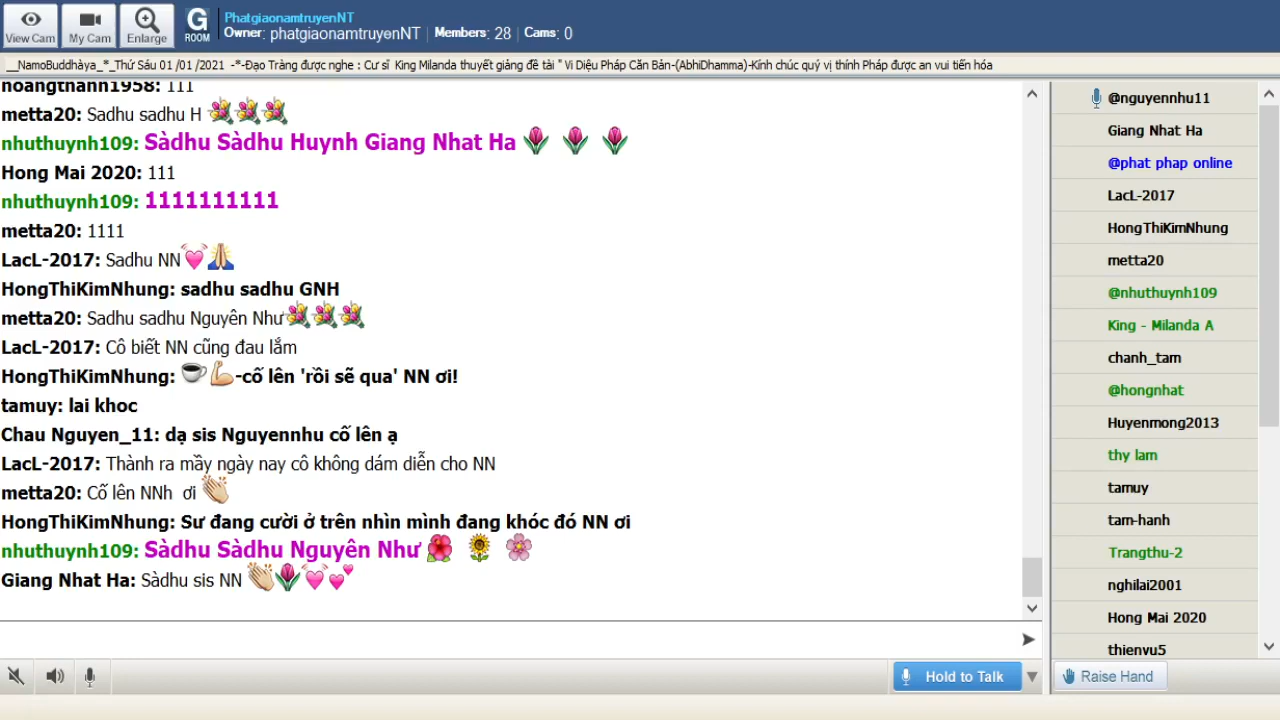 View Cam
My Cam
Enlarge
G
ROOM
PhatgiaonamtruyenNT
Owner: phatgiaonamtruyenNT | Members: 28 | Cams: 0
__NamoBuddhàya_*_Thứ Sáu 01 /01 /2021 -*-Đạo Tràng được nghe : Cư sĩ King Milanda thuyết giảng đề tài " Vi Diệu Pháp Căn Bản-(AbhiDhamma)-Kính chúc quý vị thính Pháp được an vui tiến hóa
hoangthanh1958: 111
metta20: Sadhu sadhu H
nhuthuynh109: Sàdhu Sàdhu Huynh Giang Nhat Ha
Hong Mai 2020: 111
nhuthuynh109: 1111111111
metta20: 1111
LacL-2017: Sadhu NN
HongThiKimNhung: sadhu sadhu GNH
metta20: Sadhu sadhu Nguyên Như
LacL-2017: Cô biết NN cũng đau lắm
HongThiKimNhung: -cố lên 'rồi sẽ qua' NN ơi!
tamuy: lai khoc
Chau Nguyen_11: dạ sis Nguyennhu cố lên ạ
LacL-2017: Thành ra mầy ngày nay cô không dám diễn cho NN
metta20: Cố lên NNh ơi
HongThiKimNhung: Sư đang cười ở trên nhìn mình đang khóc đó NN ơi
nhuthuynh109: Sàdhu Sàdhu Nguyên Như
Giang Nhat Ha: Sàdhu sis NN
Hold to Talk
@nguyennhu11
Giang Nhat Ha
@phat phap online
LacL-2017
HongThiKimNhung
metta20
@nhuthuynh109
King - Milanda A
chanh_tam
@hongnhat
Huyenmong2013
thy lam
tamuy
tam-hanh
Trangthu-2
nghilai2001
Hong Mai 2020
thienvu5
Raise Hand